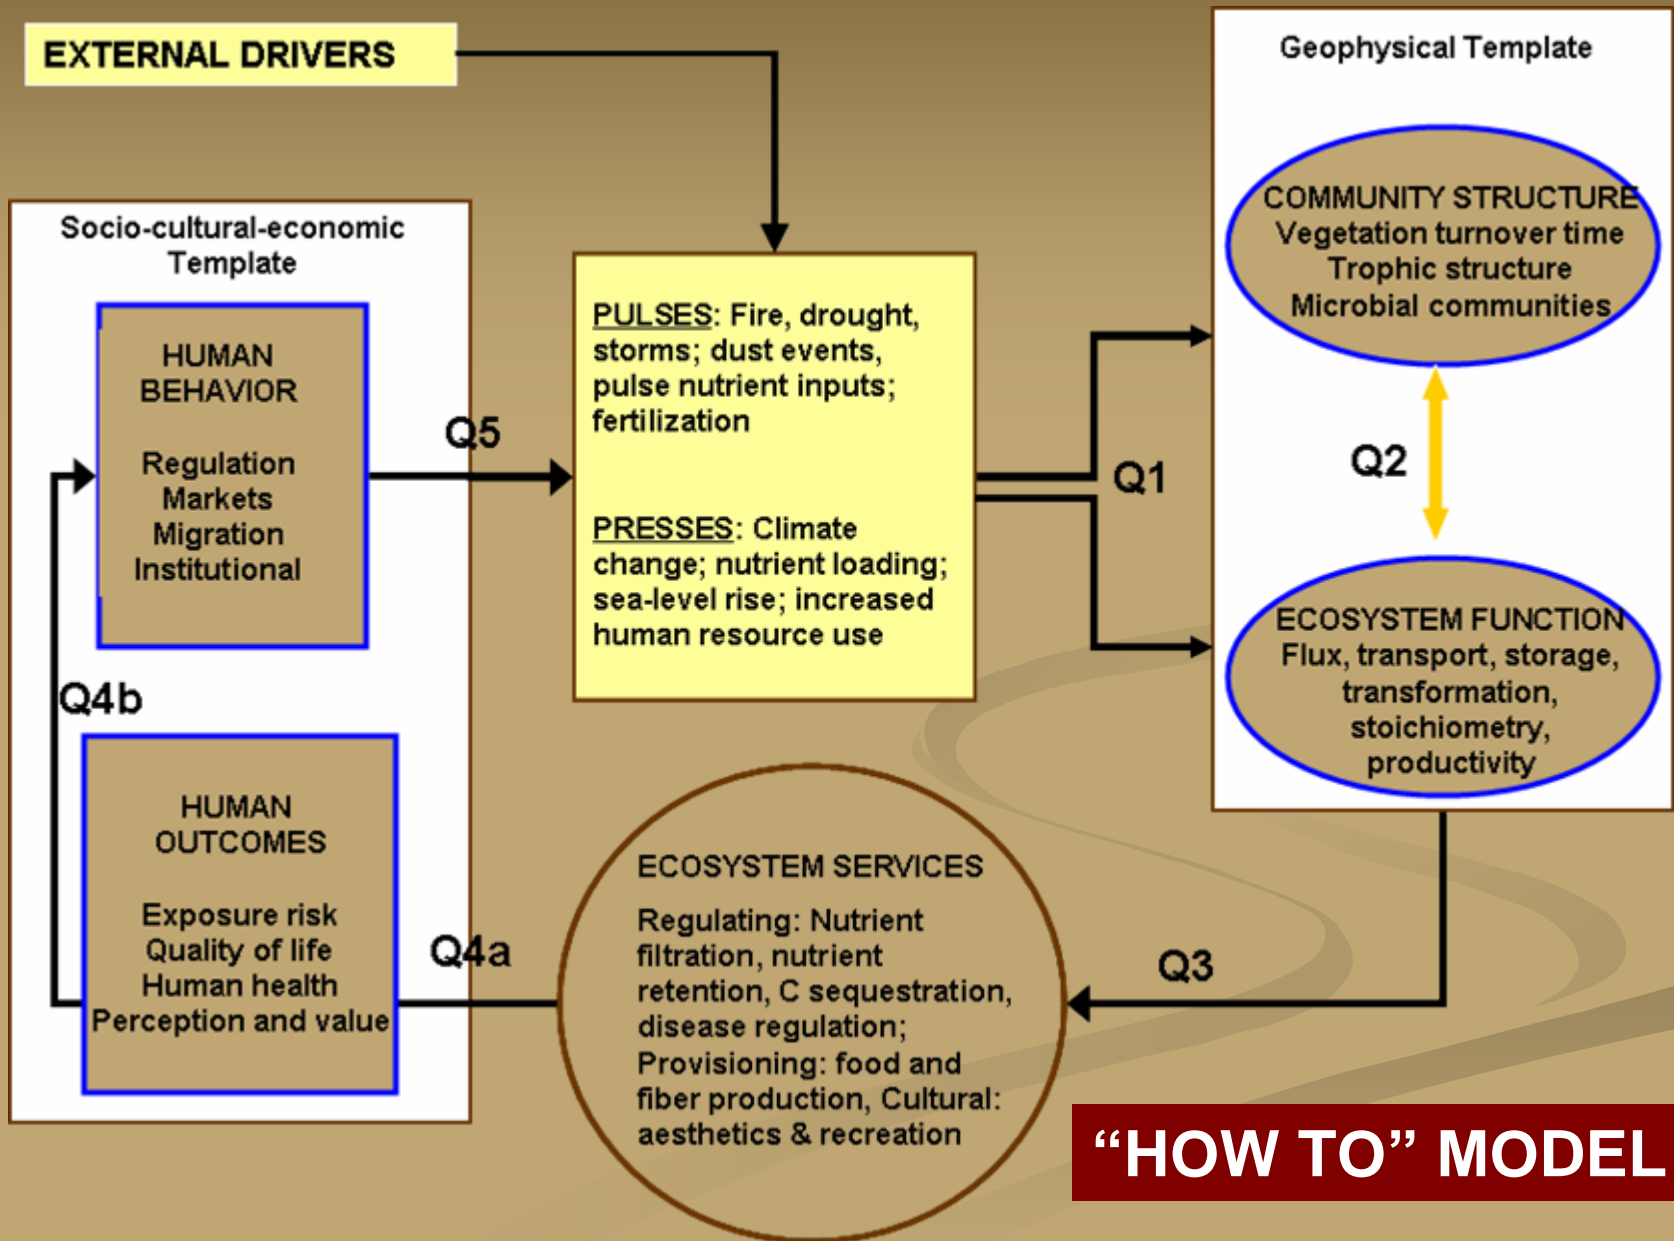 EXTERNAL DRIVERS
Socio-cultural-economic
Template
HUMAN
BEHAVIOR
Regulation
Markets
Migration
Institutional
Q4b
HUMAN
OUTCOMES
Exposure risk
Quality of life
Human health
Perception and value
Q5
PULSES: Fire, drought,
storms; dust events,
pulse nutrient inputs;
fertilization
PRESSES: Climate
change; nutrient loading;
sea-level rise; increased
human resource use
Q1
Geophysical Template
COMMUNITY STRUCTURE
Vegetation turnover time
Trophic structure
Microbial communities
Q2
ECOSYSTEM FUNCTION
Flux, transport, storage,
transformation,
stoichiometry,
productivity
Q3
ECOSYSTEM SERVICES
Regulating: Nutrient
filtration, nutrient
retention, C sequestration,
disease regulation;
Provisioning: food and
fiber production, Cultural:
aesthetics & recreation
Q4a
“HOW TO” MODEL